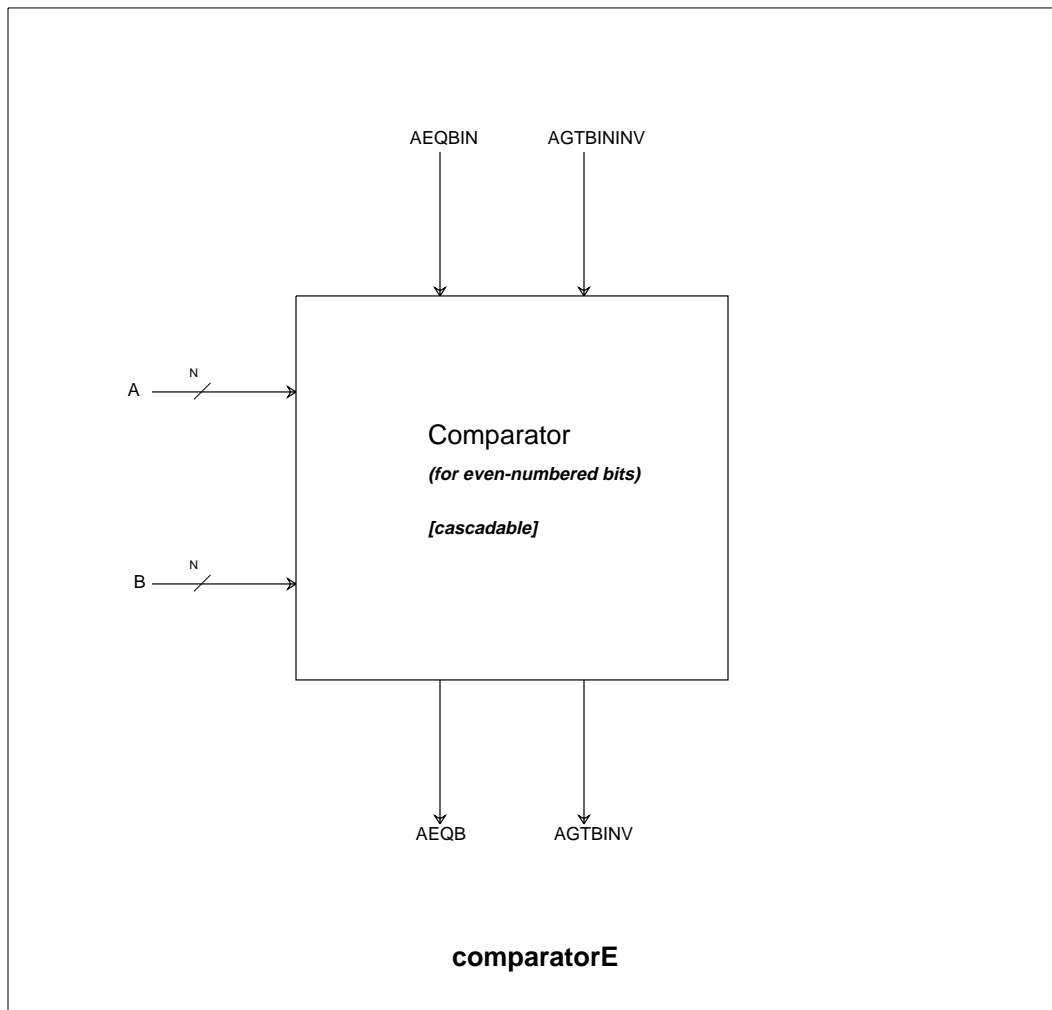 AEQBIN AGTBININV
N
A
Comparator
(for even-numbered bits)
[cascadable]
N
B
AEQB AGTBINV
comparatorE